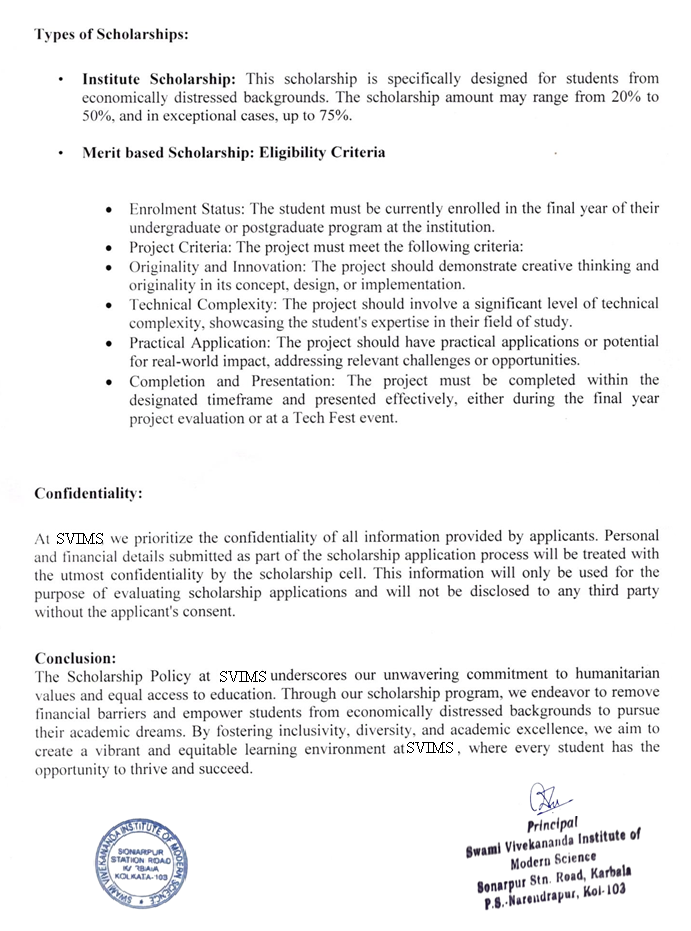 Types of Scholarships:
• Institute Scholarship: This scholarship is specifically designed for students from
economically distressed backgrounds. The scholarship amount may range from 20% to
50%, and in exceptional cases, up to 75%.
• Merit based Scholarship: Eligibility Criteria
• Enrolment Status: The student must be currently enrolled in the final year of their
undergraduate or postgraduate program at the institution.
• Project Criteria: The project must meet the following criteria:
• Originality and Innovation: The project should demonstrate creative thinking and
originality in its concept, design, or implementation.
• Technical Complexity: The project should involve a significant level of technical
complexity, showcasing the student's expertise in their field of study.
• Practical Application: The project should have practical applications or potential
for real-world impact, addressing relevant challenges or opportunities.
• Completion and Presentation: The project must be completed within the
designated timeframe and presented effectively, either during the final year
project evaluation or at a Tech Fest event.
Confidentiality:
At SVIMS, we prioritize the confidentiality of all information provided by applicants. Personal
and financial details submitted as part of the scholarship application process will be treated with
the utmost confidentiality by the scholarship cell. This information will only be used for the
purpose of evaluating scholarship applications and will not be disclosed to any third party
without the applicant's consent.
Conclusion:
The Scholarship Policy at SVIMS underscores our unwavering commitment to humanitarian
values and equal access to education. Through our scholarship program, we endeavor to remove
financial barriers and empower students from economically distressed backgrounds to pursue
their academic dreams. By fostering inclusivity, diversity, and academic excellence, we aim to
create a vibrant and equitable learning environment at SVIMS, where every student has the
opportunity to thrive and succeed.
SWAMI VIVEKANANDA INSTITUTE OF MODERN SCIENCE
SONARPUR
STATION ROAD
KOLKATA-103
Principal
Swami Vivekananda Institute of
Modern Science
Sonarpur Stn. Road, Karbala
P.S.-Narendrapur, Kol-103